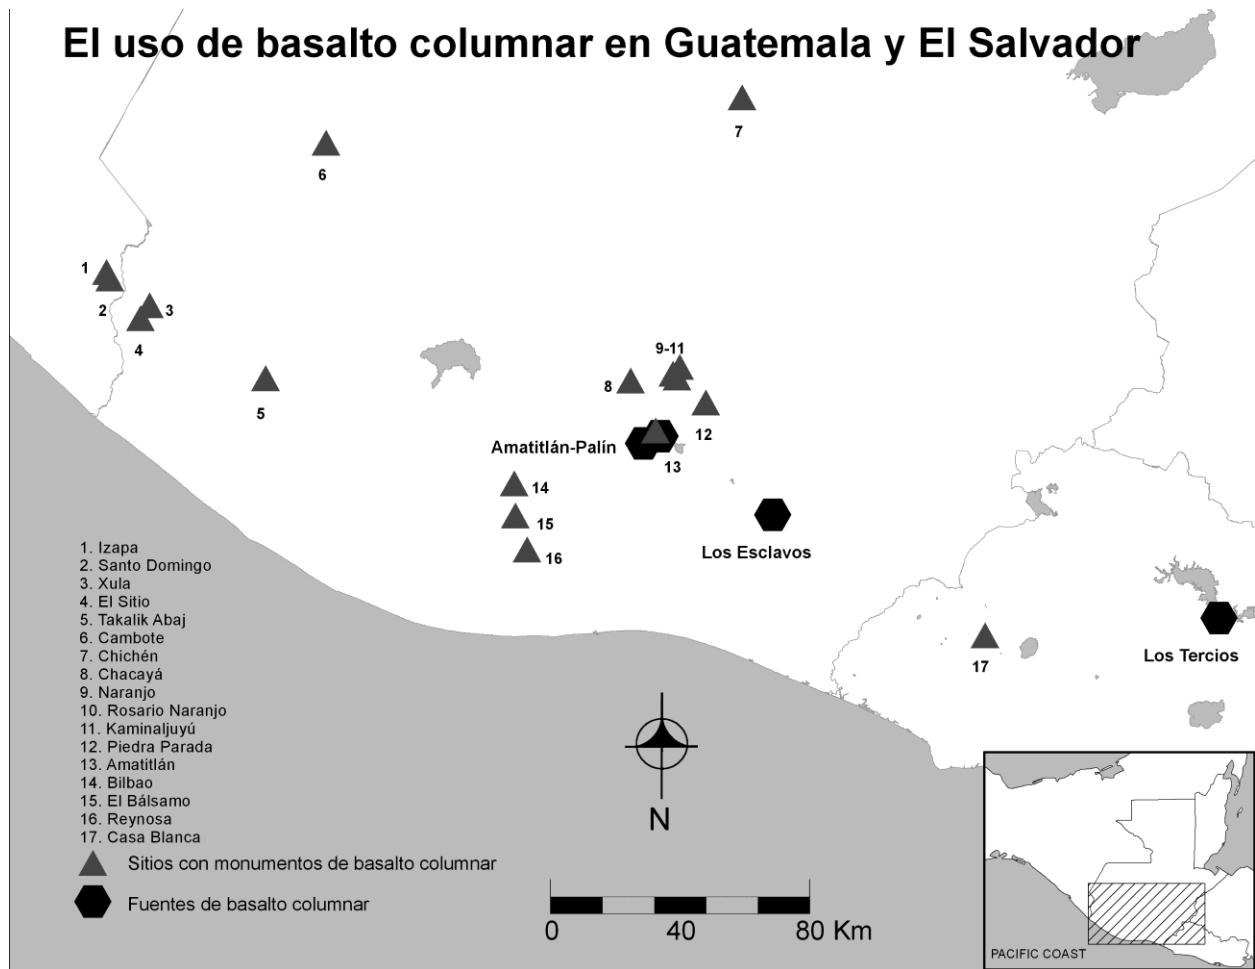 El uso de basalto columnar en Guatemala y El Salvador
7
6
1
2
3
4
5
9-11
8
12
Amatitlán-Palín
13
14
15
16
Los Esclavos
17
Los Tercios
1. Izapa
2. Santo Domingo
3. Xula
4. El Sitio
5. Takalik Abaj
6. Cambote
7. Chichén
8. Chacayá
9. Naranjo
10. Rosario Naranjo
11. Kaminaljuyú
12. Piedra Parada
13. Amatitlán
14. Bilbao
15. El Bálsamo
16. Reynosa
17. Casa Blanca
Sitios con monumentos de basalto columnar
Fuentes de basalto columnar
N
0 40 80 Km
PACIFIC COAST